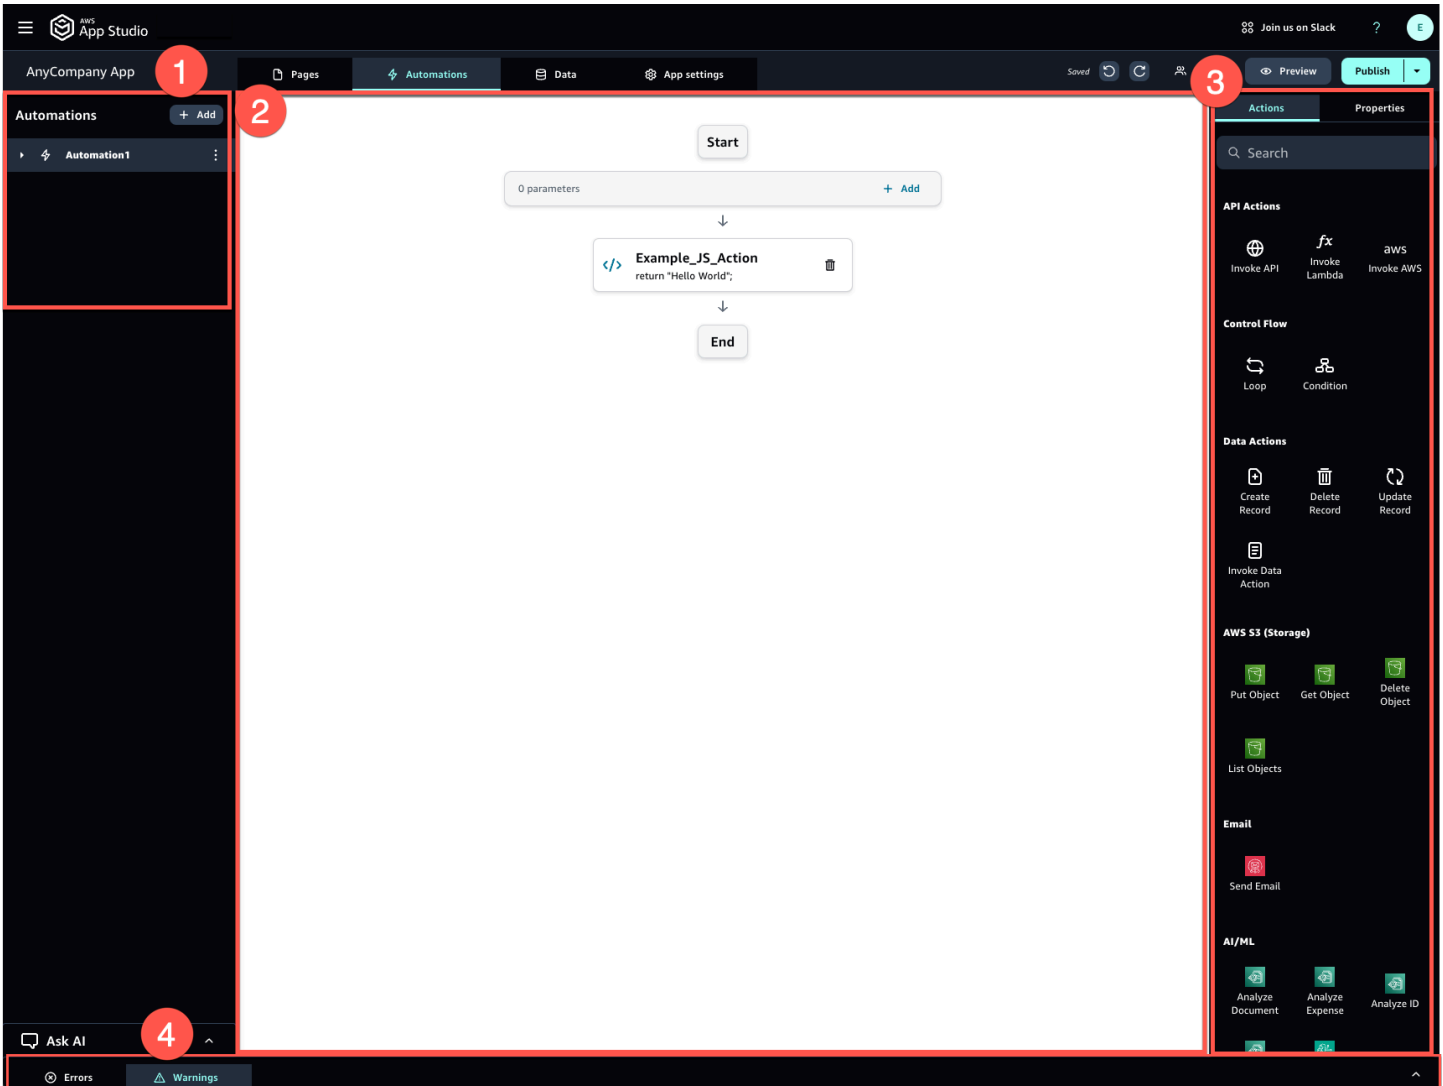 AWS
App Studio
Join us on Slack
?
E
AnyCompany App
1
Pages
Automations
Data
App settings
Saved
3
Preview
Publish
Automations
+ Add
2
Automation1
Start
0 parameters
+ Add
Example_JS_Action
return "Hello World";
End
Actions
Properties
Search
API Actions
Invoke API
fx
Invoke
Lambda
aws
Invoke AWS
Control Flow
Loop
Condition
Data Actions
Create
Record
Delete
Record
Update
Record
Invoke Data
Action
AWS S3 (Storage)
Put Object
Get Object
Delete
Object
List Objects
Email
Send Email
AI/ML
Analyze
Document
Analyze
Expense
Analyze ID
Ask AI
4
Errors
Warnings